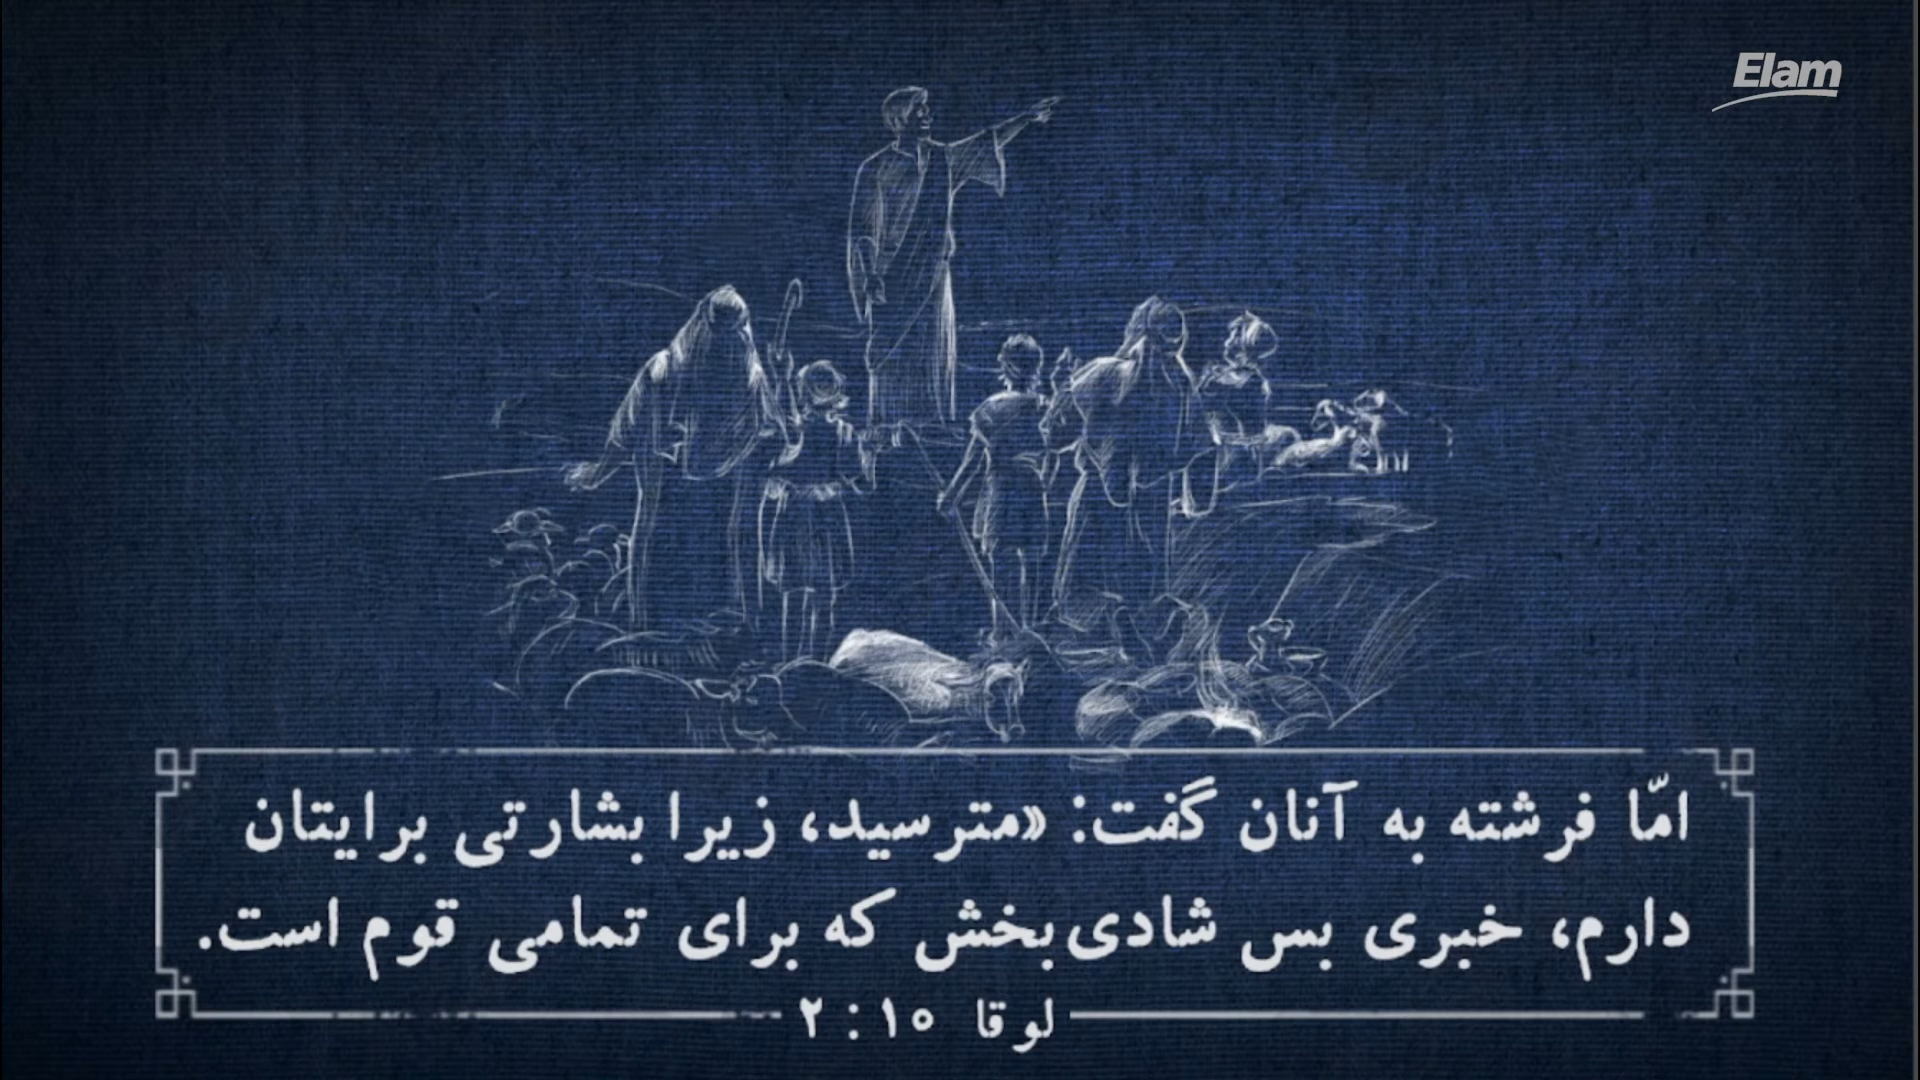 Elam
امّا فرشته به آنان گفت: «مترسید، زیرا بشارتی برایتان
دارم، خبری بس شادی‌بخش که برای تمامی قوم است.
لوقا ۲:۱۵